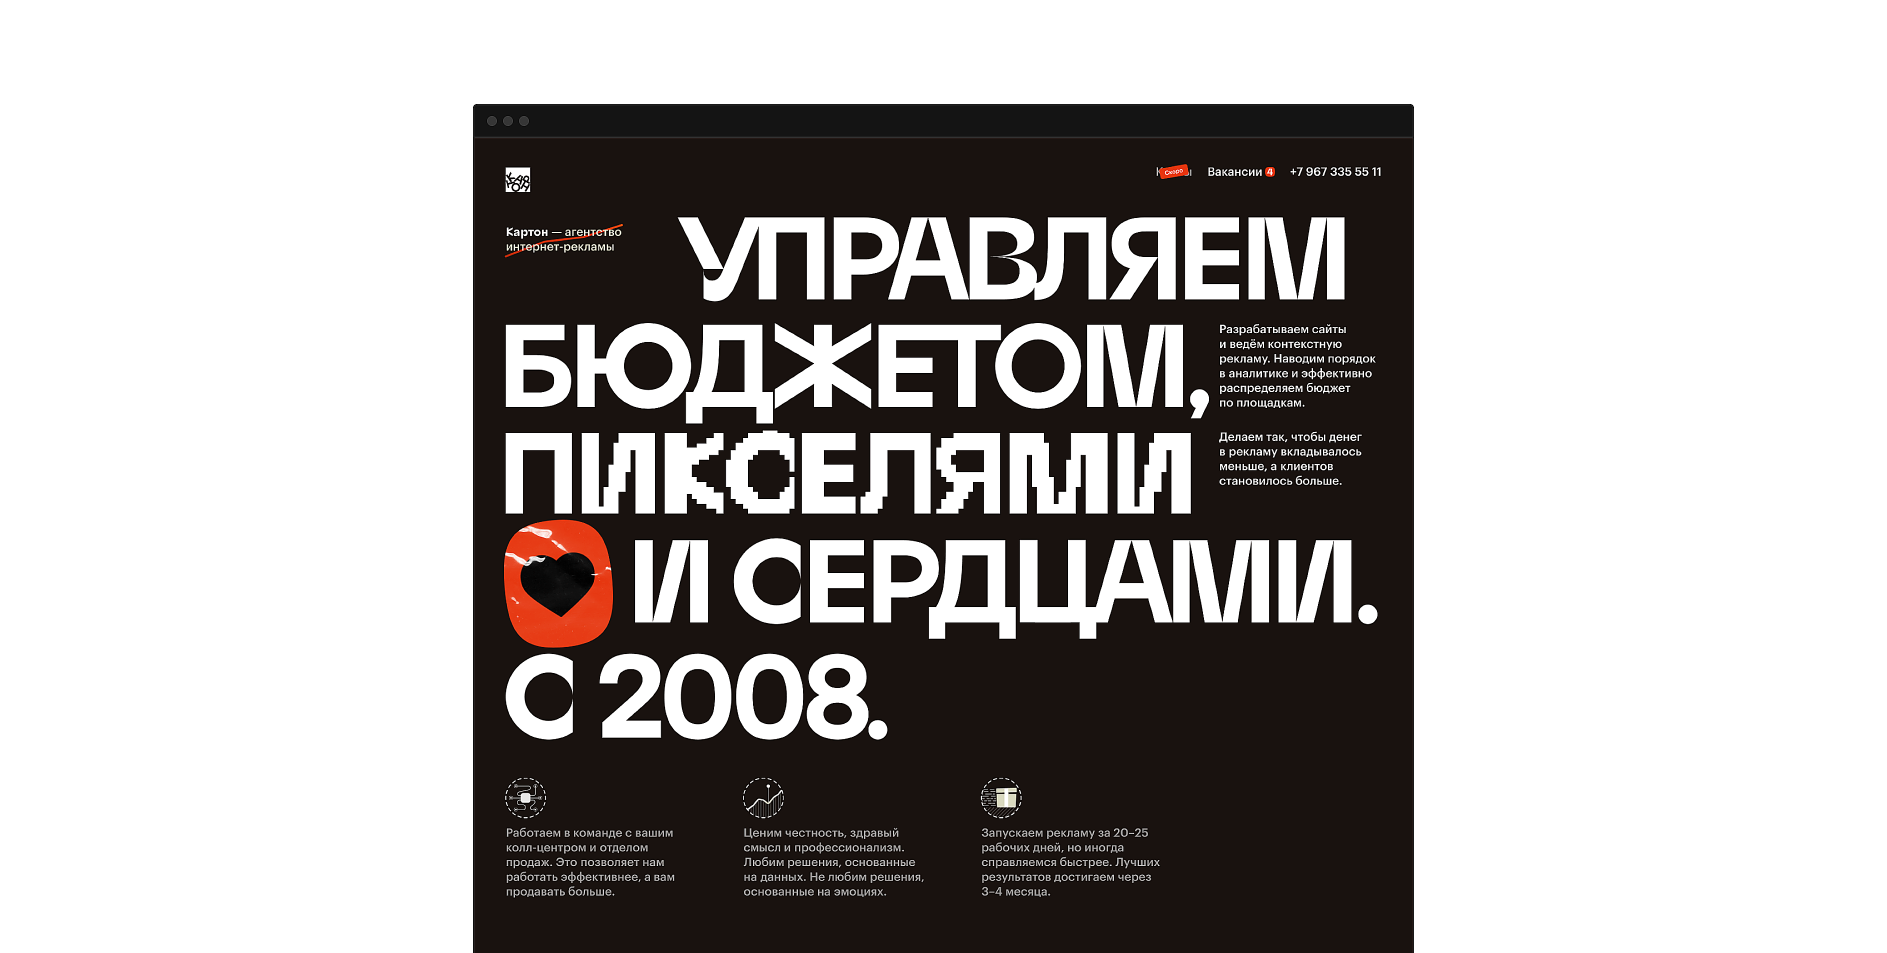 КАРТОН
Скоро
Вакансии 4
+7 967 335 55 11
Картон — агентство
интернет-рекламы
УПРАВЛЯЕМ
БЮДЖЕТОМ,
ПИКСЕЛЯМИ
И СЕРДЦАМИ.
С 2008.
Разрабатываем сайты
и ведём контекстную
рекламу. Наводим порядок
в аналитике и эффективно
распределяем бюджет
по площадкам.
Делаем так, чтобы денег
в рекламу вкладывалось
меньше, а клиентов
становилось больше.
Работаем в команде с вашим
колл-центром и отделом
продаж. Это позволяет нам
работать эффективнее, а вам
продавать больше.
Ценим честность, здравый
смысл и профессионализм.
Любим решения, основанные
на данных. Не любим решения,
основанные на эмоциях.
Запускаем рекламу за 20–25
рабочих дней, но иногда
справляемся быстрее. Лучших
результатов достигаем через
3–4 месяца.